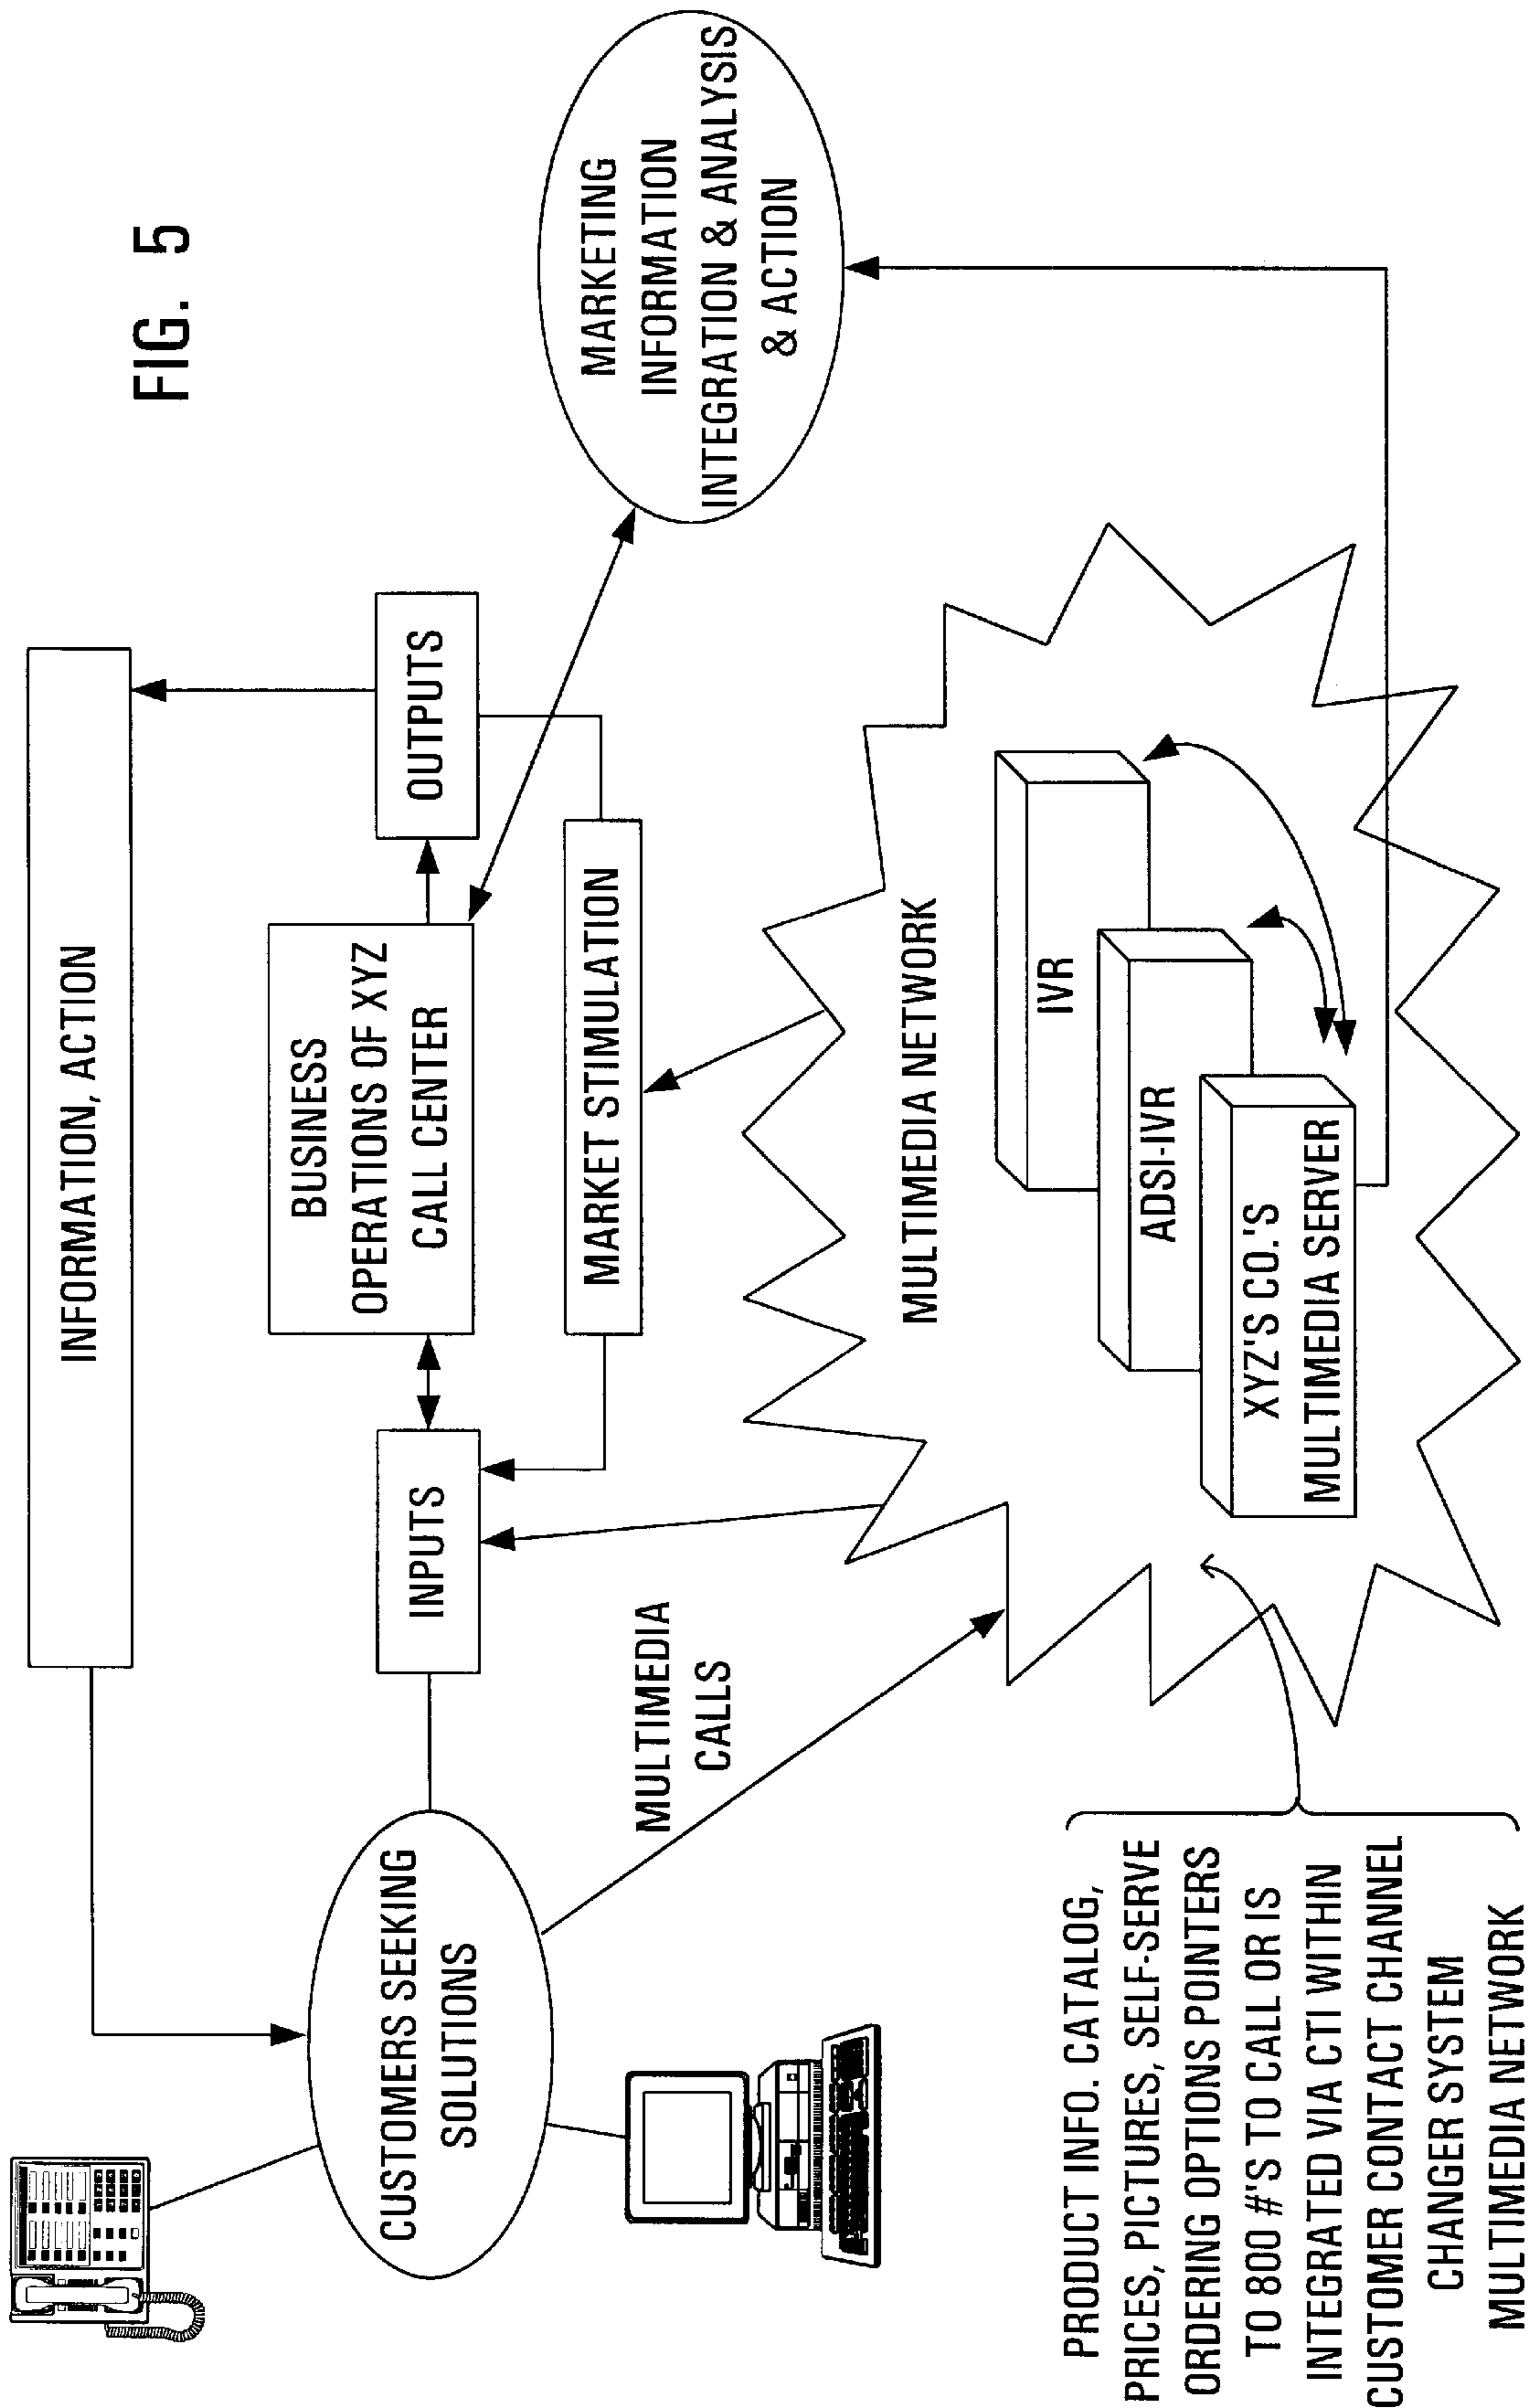 FIG. 5
INFORMATION, ACTION
BUSINESS
OPERATIONS OF XYZ
CALL CENTER
INPUTS
OUTPUTS
MARKET STIMULATION
CUSTOMERS SEEKING
SOLUTIONS
MULTIMEDIA
CALLS
MARKETING
INFORMATION
INTEGRATION & ANALYSIS
& ACTION
MULTIMEDIA NETWORK
IVR
ADSI-IVR
XYZ'S CO.'S
MULTIMEDIA SERVER
PRODUCT INFO. CATALOG,
PRICES, PICTURES, SELF-SERVE
ORDERING OPTIONS POINTERS
TO 800 #'S TO CALL OR IS
INTEGRATED VIA CTI WITHIN
CUSTOMER CONTACT CHANNEL
CHANGER SYSTEM
MULTIMEDIA NETWORK